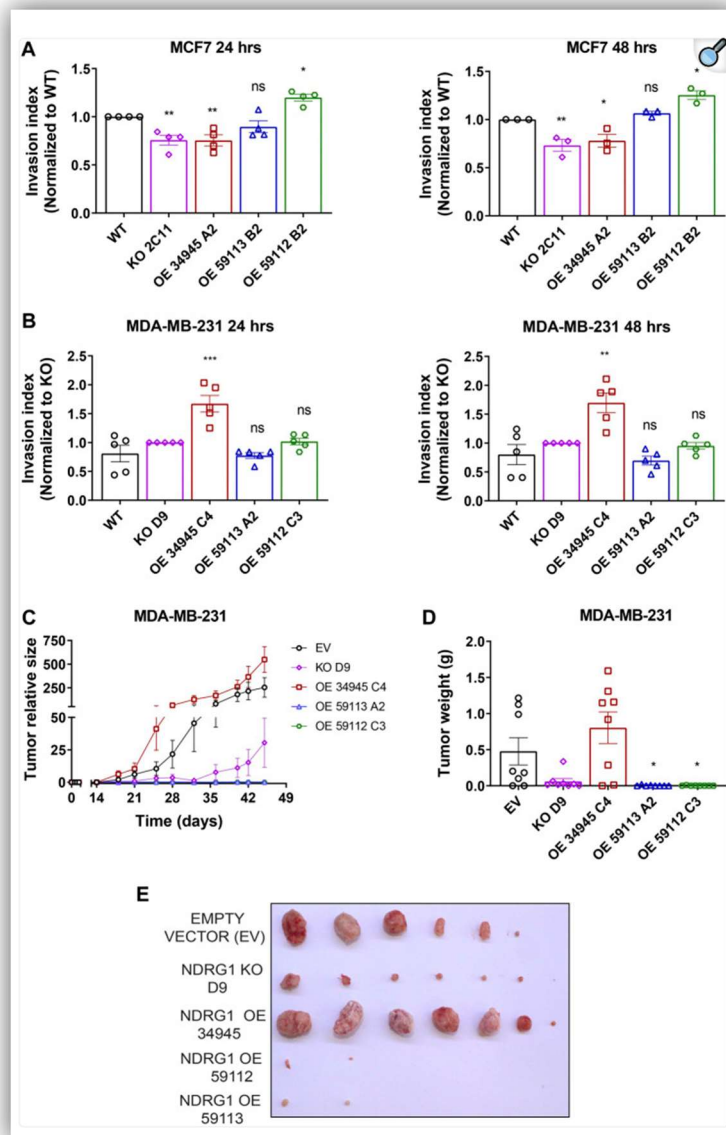 A
MCF7 24 hrs
Invasion index
(Normalized to WT)
1.5
1.0
0.5
0.0
**
**
ns
*
WT
KO 2C11
OE 34945 A2
OE 59113 B2
OE 59112 B2
MCF7 48 hrs
Invasion index
(Normalized to WT)
1.5
1.0
0.5
0.0
**
*
ns
*
WT
KO 2C11
OE 34945 A2
OE 59113 B2
OE 59112 B2
B
MDA-MB-231 24 hrs
Invasion index
(Normalized to KO)
2.5
2.0
1.5
1.0
0.5
0.0
***
ns
ns
WT
KO D9
OE 34945 C4
OE 59113 A2
OE 59112 C3
MDA-MB-231 48 hrs
Invasion index
(Normalized to KO)
2.5
2.0
1.5
1.0
0.5
0.0
**
ns
ns
WT
KO D9
OE 34945 C4
OE 59113 A2
OE 59112 C3
C
MDA-MB-231
Tumor relative size
750
500
250
50
25
0
0
14
21
28
35
42
49
Time (days)
EV
KO D9
OE 34945 C4
OE 59113 A2
OE 59112 C3
D
MDA-MB-231
Tumor weight (g)
2.0
1.5
1.0
0.5
0.0
*
*
EV
KO D9
OE 34945 C4
OE 59113 A2
OE 59112 C3
E
EMPTY
VECTOR (EV)
NDRG1 KO
D9
NDRG1 OE
34945
NDRG1 OE
59112
NDRG1 OE
59113